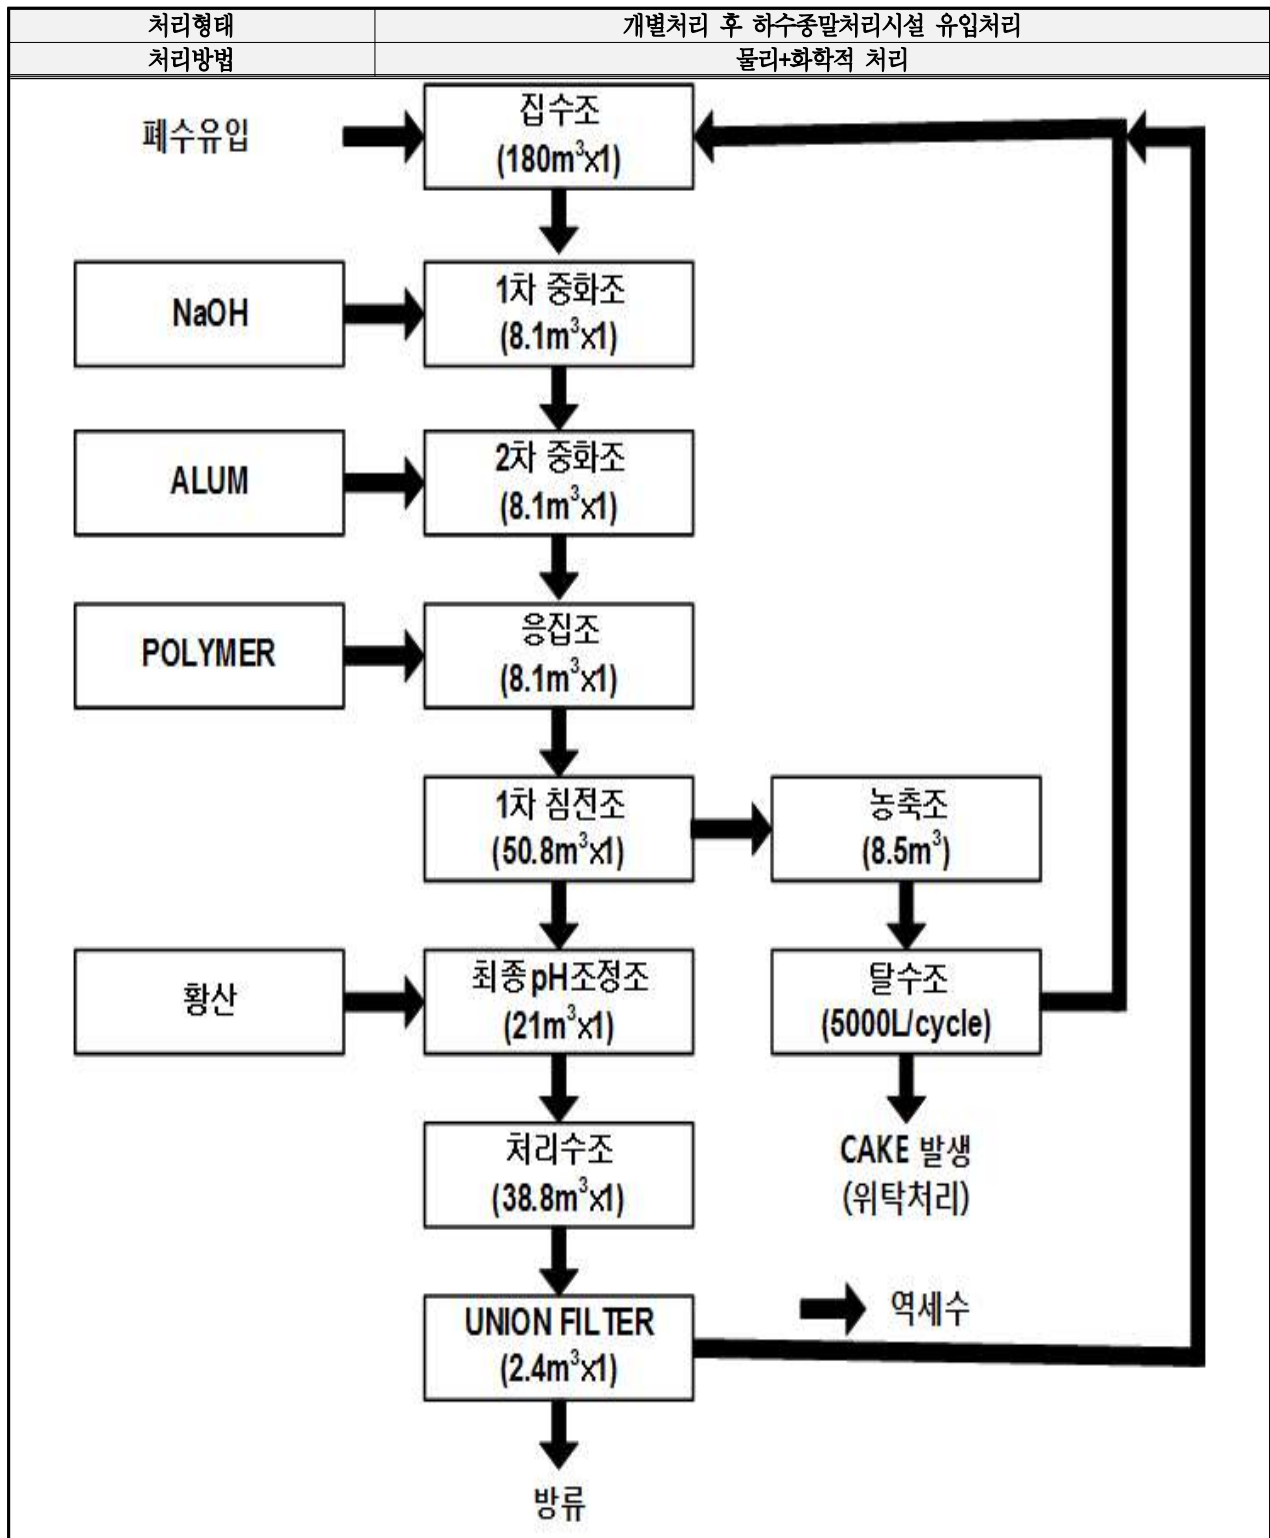 처리형태 개별처리 후 하수종말처리시설 유입처리
처리방법 물리+화학적 처리
폐수유입
집수조
(180m³x1)
NaOH
1차 중화조
(8.1m³x1)
ALUM
2차 중화조
(8.1m³x1)
POLYMER
응집조
(8.1m³x1)
1차 침전조
(50.8m³x1)
농축조
(8.5m³)
황산
최종pH조정조
(21m³x1)
탈수조
(5000L/cycle)
처리수조
(38.8m³x1)
CAKE 발생
(위탁처리)
UNION FILTER
(2.4m³x1)
역세수
방류